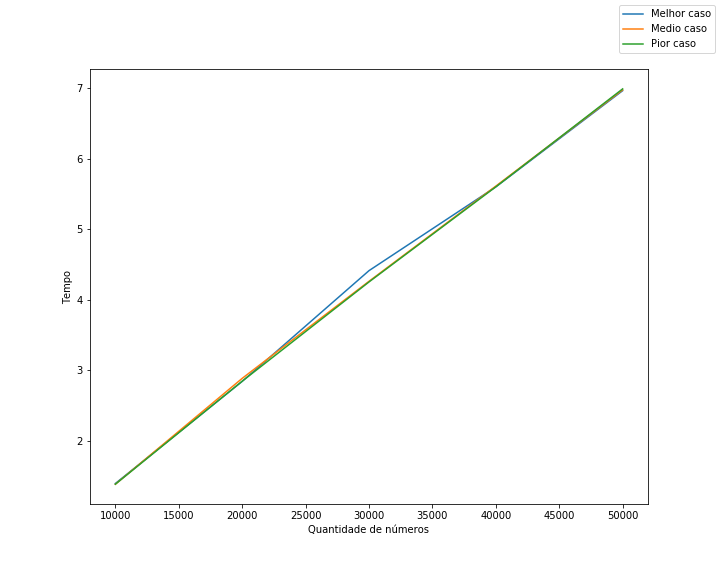 Melhor caso
Medio caso
Pior caso
7
6
5
4
3
2
Tempo
10000 15000 20000 25000 30000 35000 40000 45000 50000
Quantidade de números